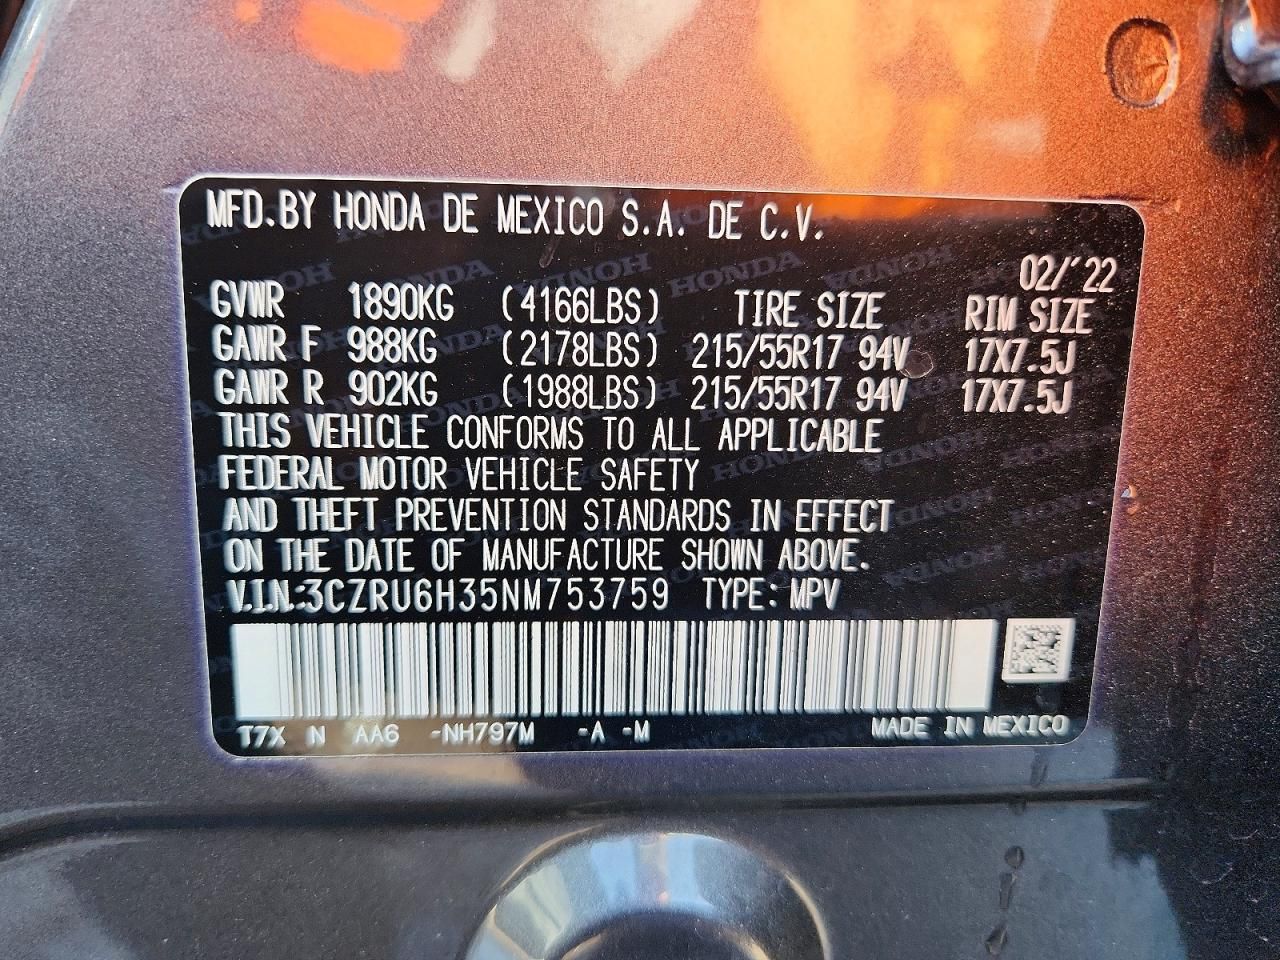 MFD.BY HONDA DE MEXICO S.A. DE C.V.
02/'22
GVWR 1890KG (4166LBS) TIRE SIZE RIM SIZE
GAWR F 988KG (2178LBS) 215/55R17 94V 17X7.5J
GAWR R 902KG (1988LBS) 215/55R17 94V 17X7.5J
THIS VEHICLE CONFORMS TO ALL APPLICABLE
FEDERAL MOTOR VEHICLE SAFETY
AND THEFT PREVENTION STANDARDS IN EFFECT
ON THE DATE OF MANUFACTURE SHOWN ABOVE.
V.I.N.:3CZRU6H35NM753759 TYPE: MPV
T7X N AA6 -NH797M -A -M MADE IN MEXICO